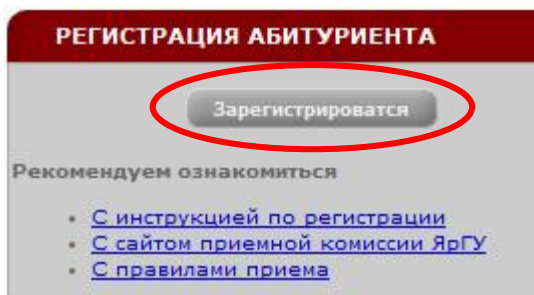 РЕГИСТРАЦИЯ АБИТУРИЕНТА
Зарегистрироватся
Рекомендуем ознакомиться
С инструкцией по регистрации
С сайтом приемной комиссии ЯрГУ
С правилами приема